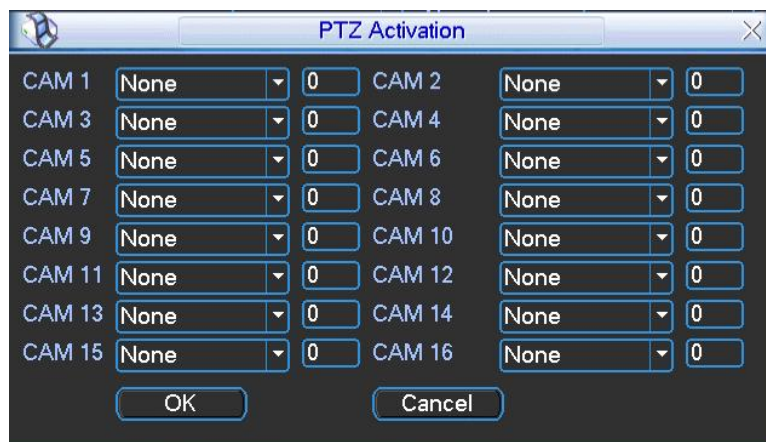 PTZ Activation
CAM 1 None 0 CAM 2 None 0
CAM 3 None 0 CAM 4 None 0
CAM 5 None 0 CAM 6 None 0
CAM 7 None 0 CAM 8 None 0
CAM 9 None 0 CAM 10 None 0
CAM 11 None 0 CAM 12 None 0
CAM 13 None 0 CAM 14 None 0
CAM 15 None 0 CAM 16 None 0
OK Cancel